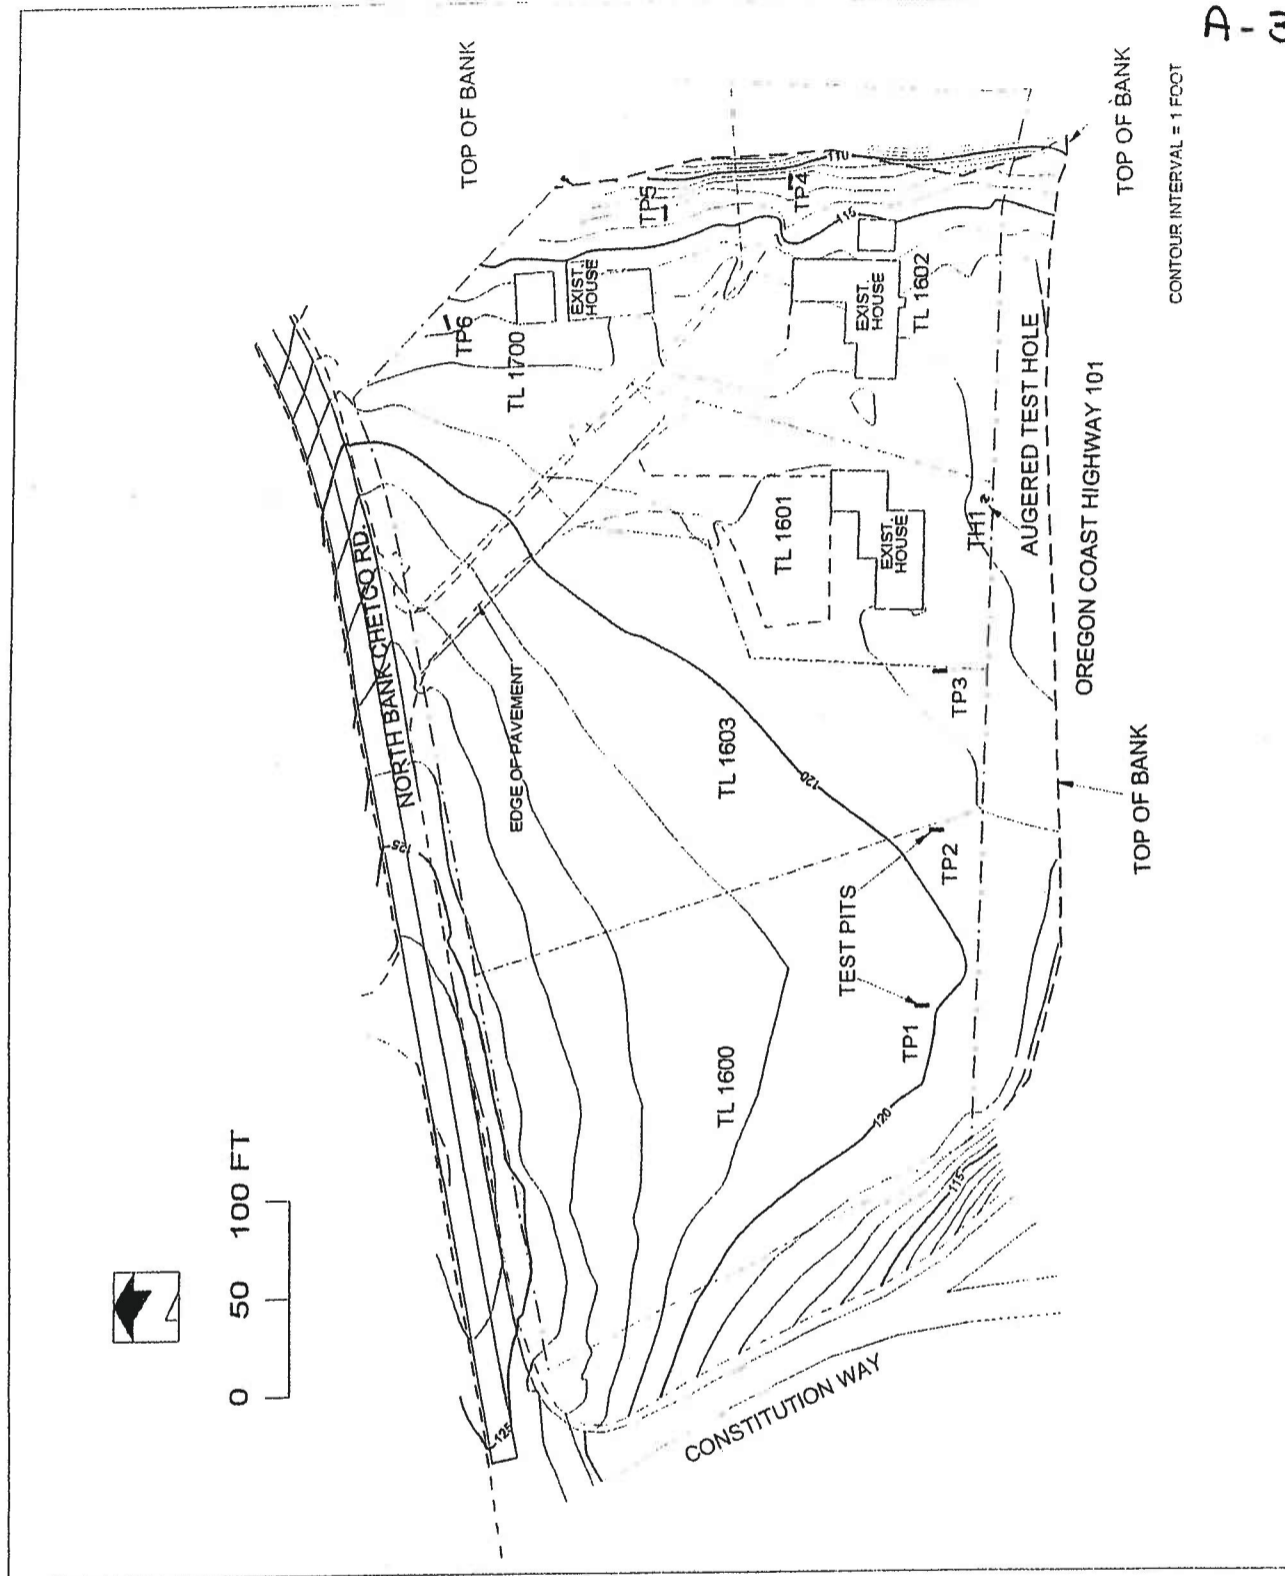 A-3
TOP OF BANK
TOP OF BANK
CONTOUR INTERVAL = 1 FOOT
110
TP5
TP4
115
EXIST.
HOUSE
TP6
TL 1700
EXIST.
HOUSE
TL 1602
NORTH BANK CHETCO RD.
TL 1601
EXIST.
HOUSE
TH1
AUGERED TEST HOLE
OREGON COAST HIGHWAY 101
EDGE OF PAVEMENT
TL 1603
TP3
120
125
TEST PITS
TP2
TOP OF BANK
TP1
TL 1600
120
115
0 50 100 FT
125
CONSTITUTION WAY